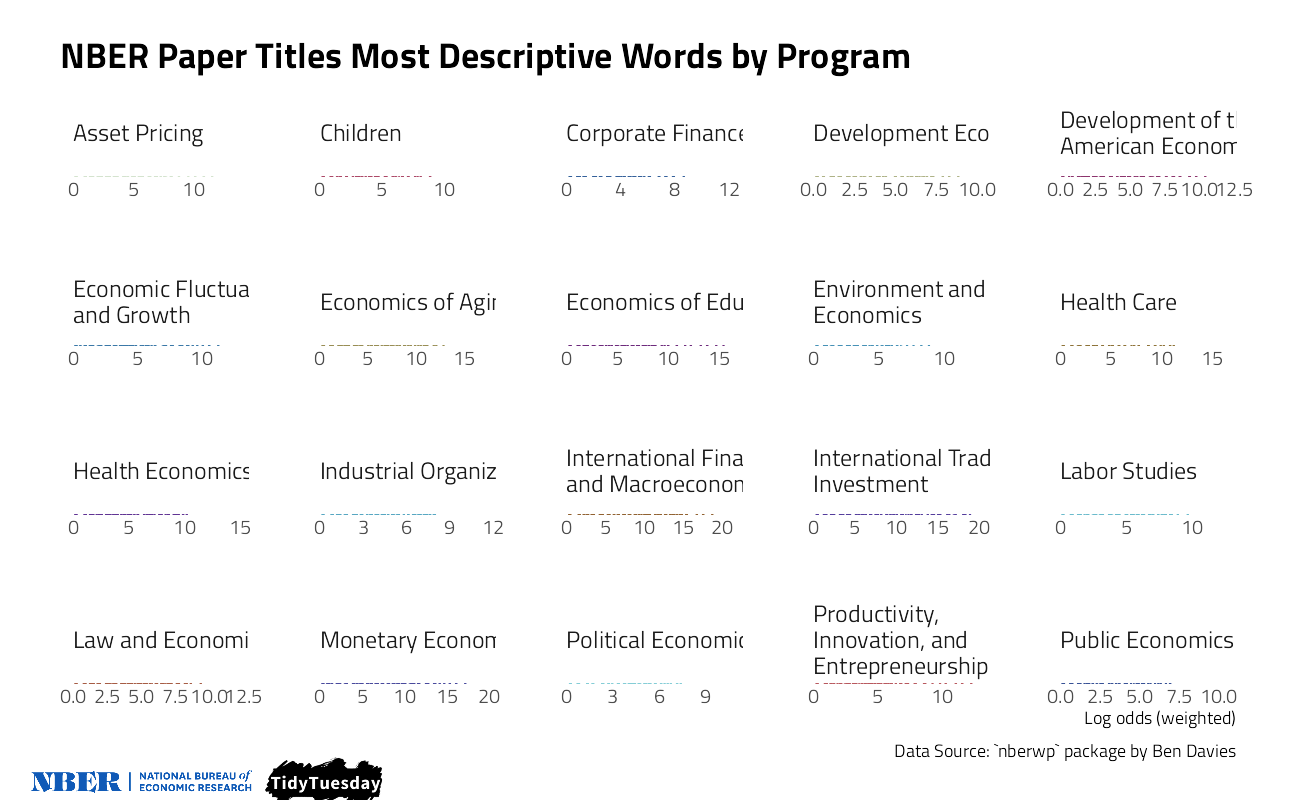 NBER Paper Titles Most Descriptive Words by Program
Asset Pricing
0 5 10
Children
0 5 10
Corporate Finance
0 4 8 12
Development Eco
0.0 2.5 5.0 7.5 10.0
Development of t
American Econom
0.0 2.5 5.0 7.5 10.0 12.5
Economic Fluctua
and Growth
0 5 10
Economics of Agin
0 5 10 15
Economics of Edu
0 5 10 15
Environment and
Economics
0 5 10
Health Care
0 5 10 15
Health Economics
0 5 10 15
Industrial Organiz
0 3 6 9 12
International Fina
and Macroeconom
0 5 10 15 20
International Trad
Investment
0 5 10 15 20
Labor Studies
0 5 10
Law and Economi
0.0 2.5 5.0 7.5 10.0 12.5
Monetary Econom
0 5 10 15 20
Political Economic
0 3 6 9
Productivity,
Innovation, and
Entrepreneurship
0 5 10
Public Economics
0.0 2.5 5.0 7.5 10.0
Log odds (weighted)
Data Source: `nberwp` package by Ben Davies
NBER | NATIONAL BUREAU of
ECONOMIC RESEARCH
TidyTuesday